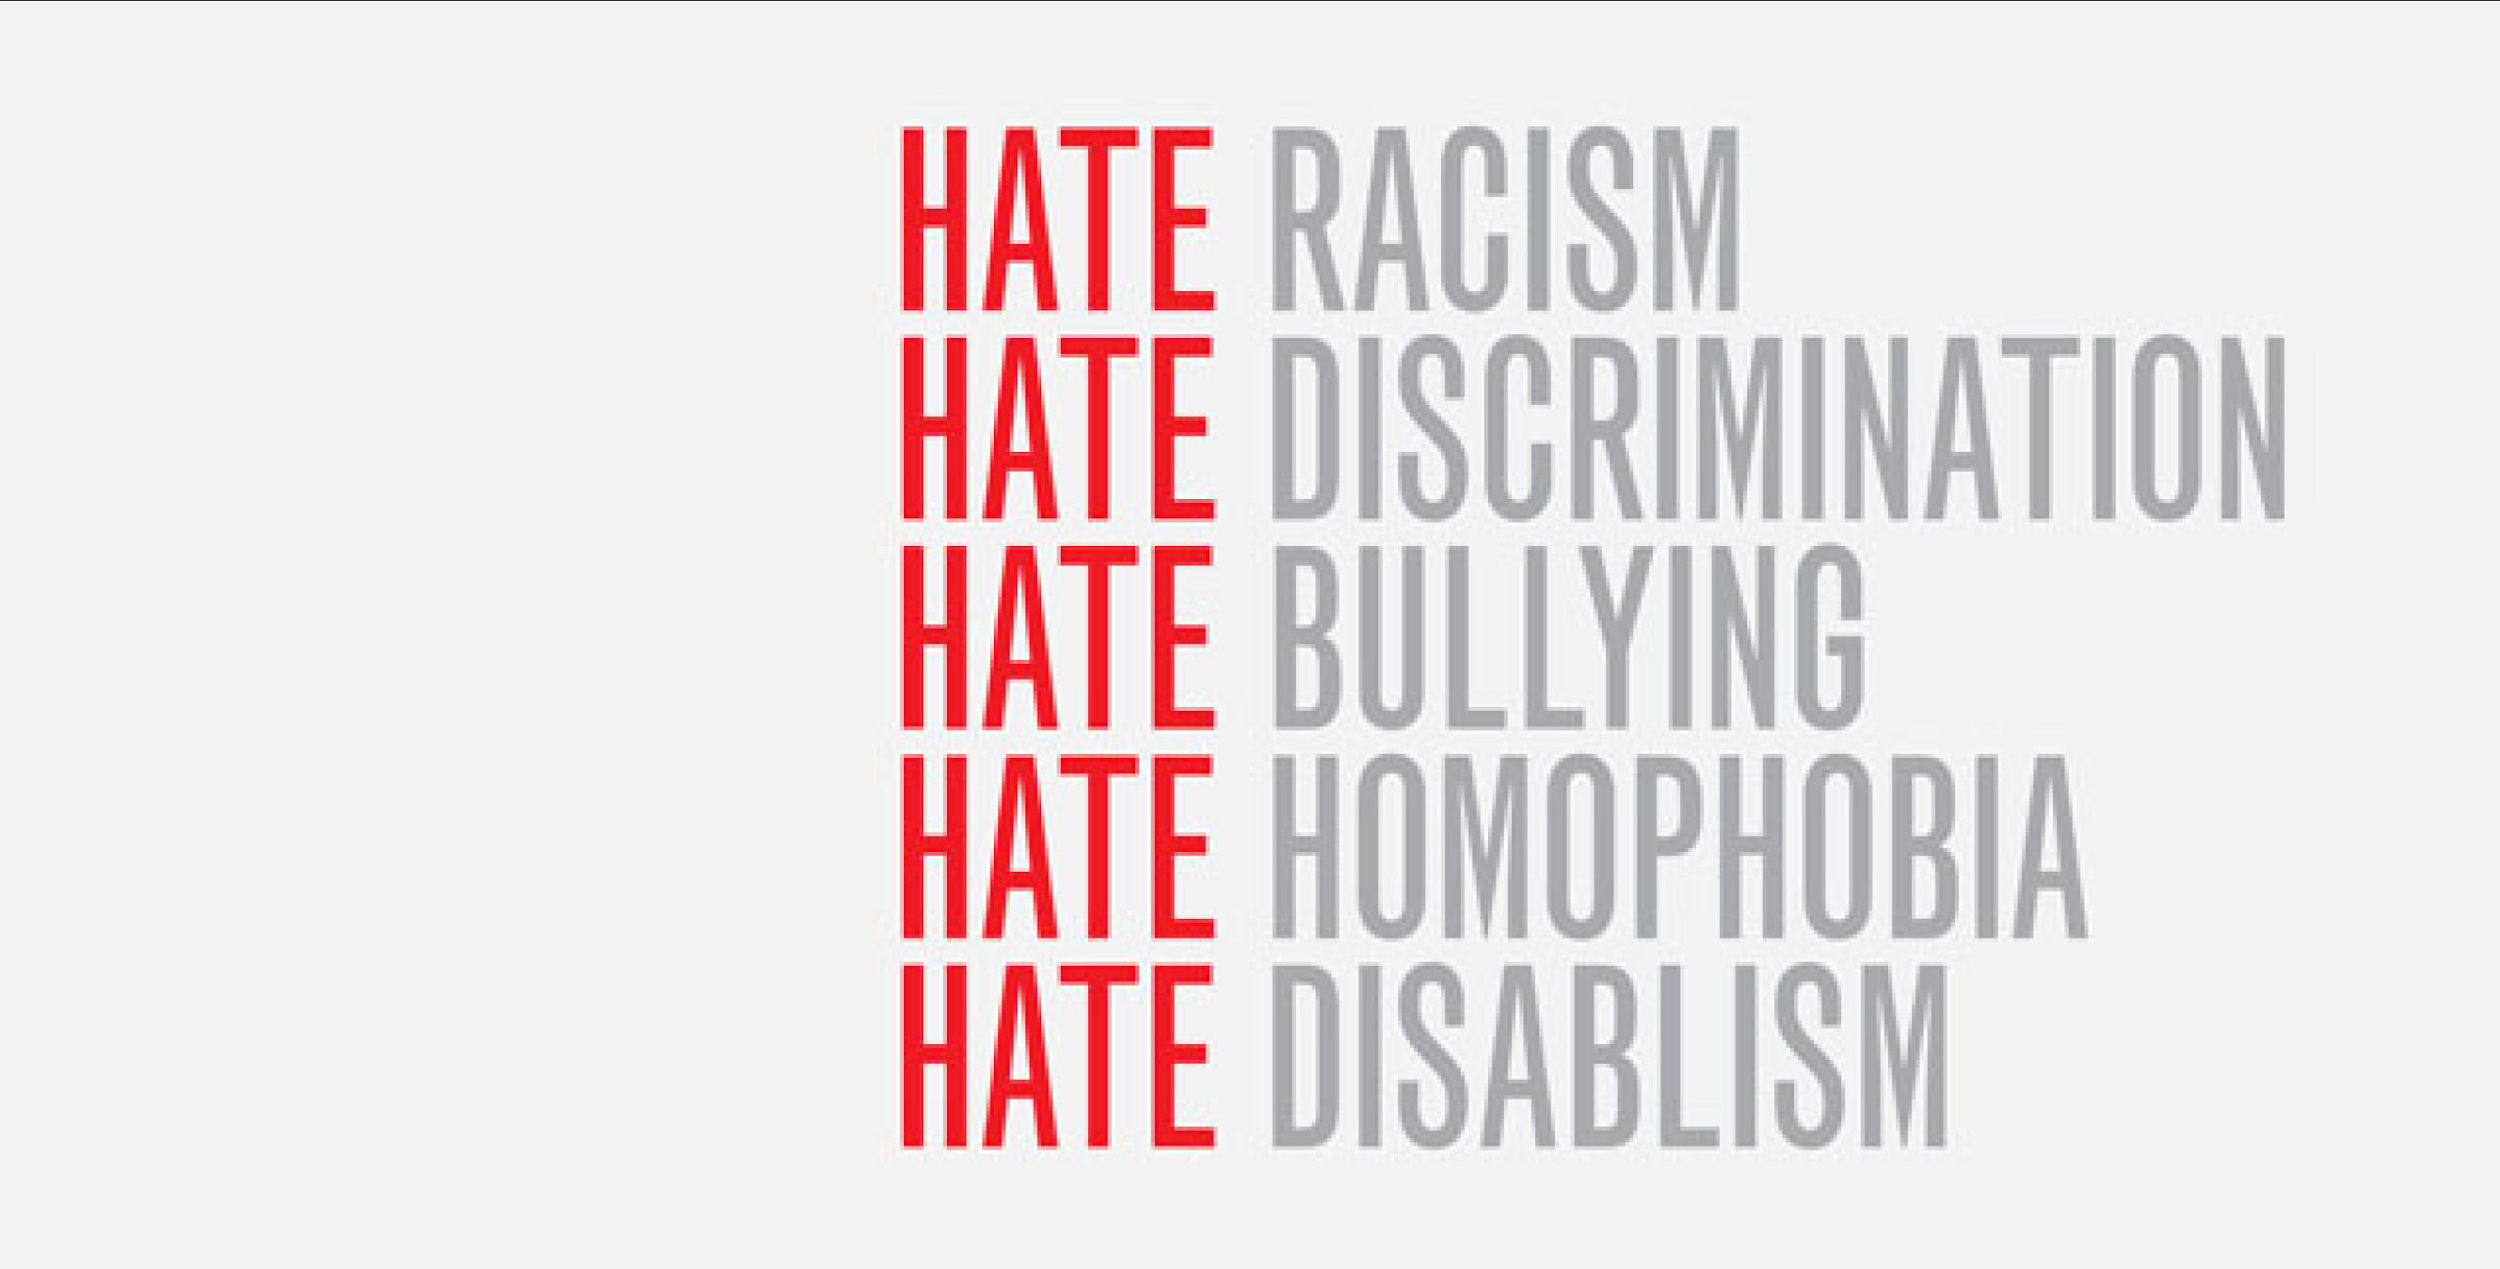 HATE RACISM
HATE DISCRIMINATION
HATE BULLYING
HATE HOMOPHOBIA
HATE DISABLISM